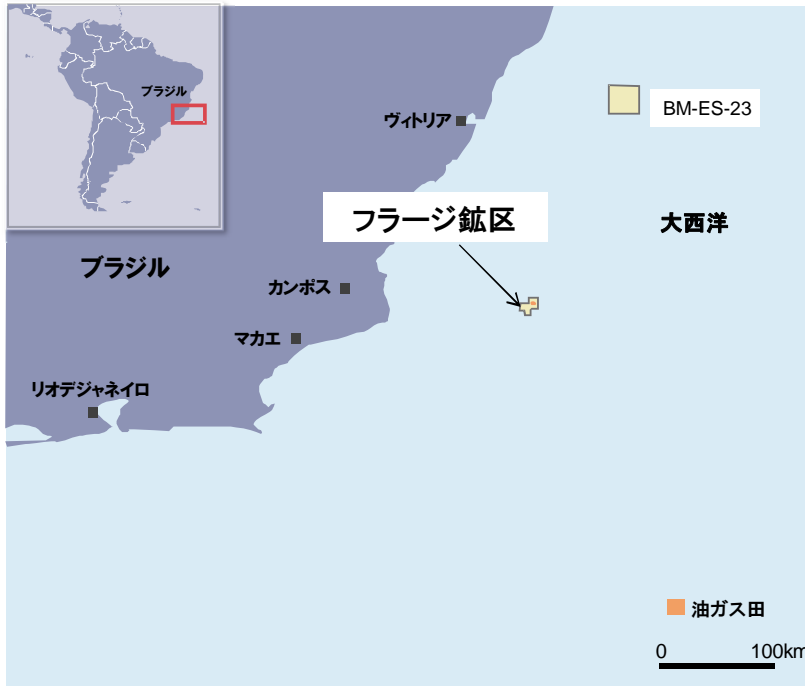 ブラジル
ヴィトリア
BM-ES-23
フラージ鉱区
大西洋
ブラジル
カンポス
マカエ
リオデジャネイロ
油ガス田
0 100km